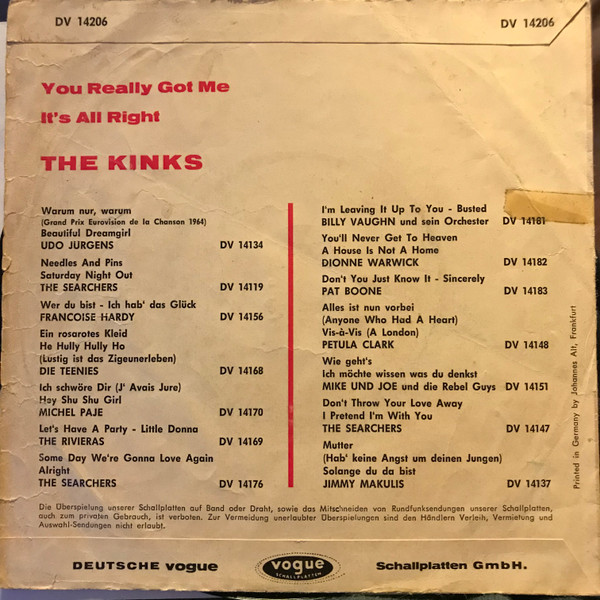 DV 14206
DV 14206
You Really Got Me
It's All Right
THE KINKS
Warum nur, warum
(Grand Prix Eurovision de la Chanson 1964)
Beautiful Dreamgirl
UDO JÜRGENS DV 14134
Needles And Pins
Saturday Night Out
THE SEARCHERS DV 14119
Wer du bist - Ich hab' das Glück
FRANCOISE HARDY DV 14156
Ein rosarotes Kleid
He Hully Hully Ho
(Lustig ist das Zigeunerleben)
DIE TEENIES DV 14168
Ich schwöre Dir (J' Avais Jure)
Hey Shu Shu Girl
MICHEL PAJE DV 14170
Let's Have A Party - Little Donna
THE RIVIERAS DV 14169
Some Day We're Gonna Love Again
Alright
THE SEARCHERS DV 14176
I'm Leaving It Up To You - Busted
BILLY VAUGHN und sein Orchester DV 14181
You'll Never Get To Heaven
A House Is Not A Home
DIONNE WARWICK DV 14182
Don't You Just Know It - Sincerely
PAT BOONE DV 14183
Alles ist nun vorbei
(Anyone Who Had A Heart)
Vis-à-Vis (A London)
PETULA CLARK DV 14148
Wie geht's
Ich möchte wissen was du denkst
MIKE UND JOE und die Rebel Guys DV 14151
Don't Throw Your Love Away
I Pretend I'm With You
THE SEARCHERS DV 14147
Mutter
(Hab' keine Angst um deinen Jungen)
Solange du da bist
JIMMY MAKULIS DV 14137
Printed in Germany by Johannes Alt, Frankfurt
Die Überspielung unserer Schallplatten auf Band oder Draht, sowie das Mitschneiden von Rundfunksendungen unserer Schallplatten,
auch zum privaten Gebrauch, ist verboten. Zur Vermeidung unerlaubter Überspielungen sind den Händlern Verleih, Vermietung und
Auswahl-Sendungen nicht erlaubt.
DEUTSCHE vogue vogue SCHALLPLATTEN Schallplatten GmbH.